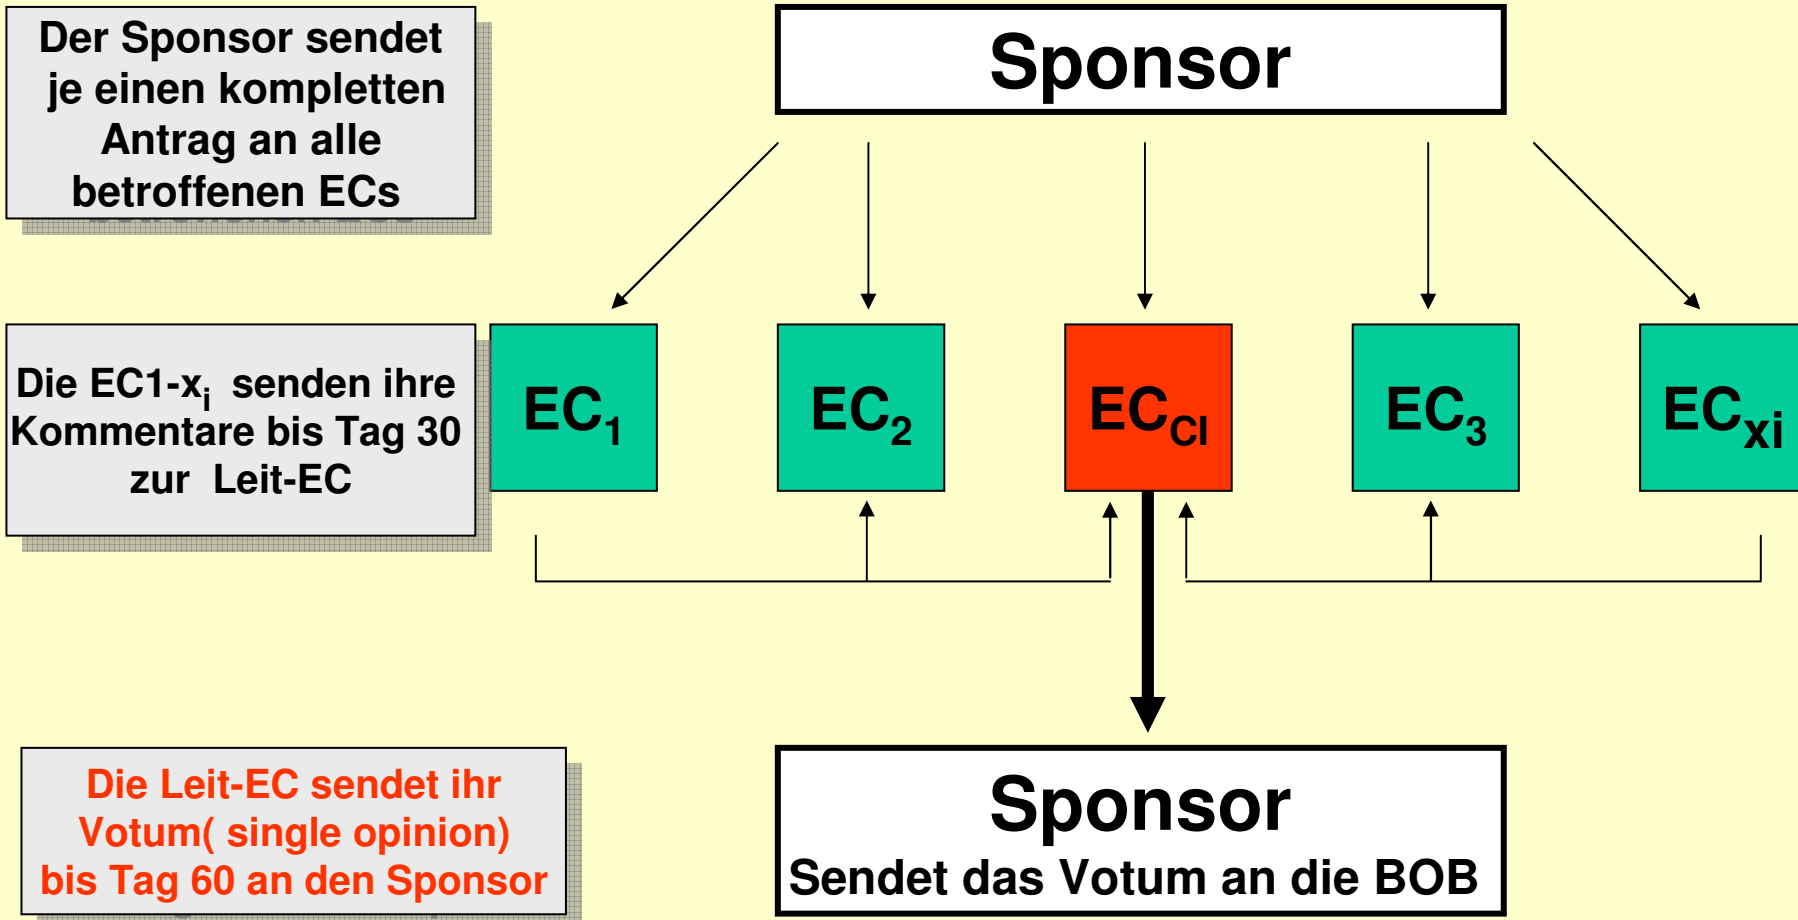 Der Sponsor sendet
je einen kompletten
Antrag an alle
betroffenen ECs
Sponsor
Die EC1-xi senden ihre
Kommentare bis Tag 30
zur Leit-EC
EC1
EC2
ECCl
EC3
ECxi
Die Leit-EC sendet ihr
Votum( single opinion)
bis Tag 60 an den Sponsor
Sponsor
Sendet das Votum an die BOB